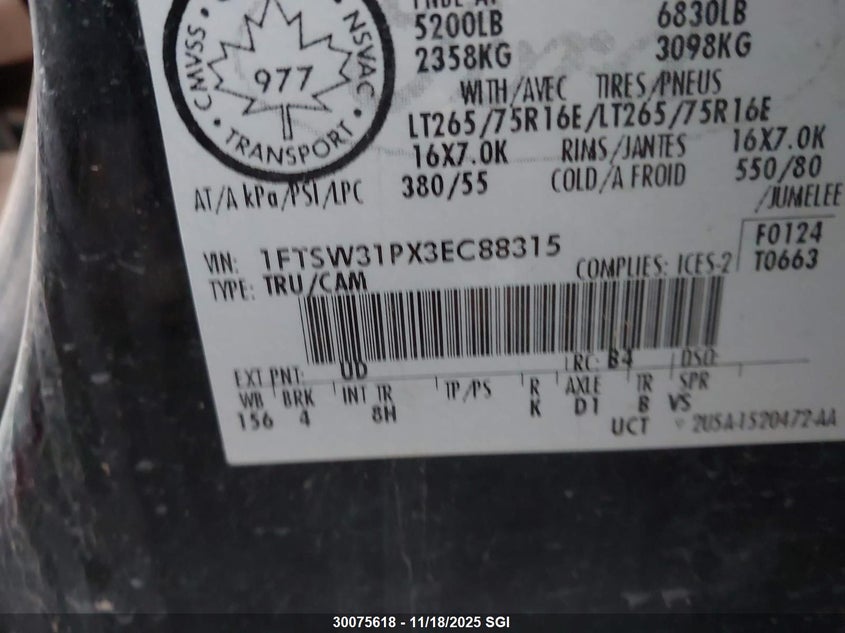 5200LB 6830LB
2358KG 3098KG
CMVSS NSVAC
977
TRANSPORT
WITH/AVEC TIRES/PNEUS
LT265/75R16E/LT265/75R16E
16X7.0K RIMS/JANTES 16X7.0K
AT/A kPa/PSI/LPC 380/55 COLD/A FROID 550/80
/JUMELEE
VIN: 1FTSW31PX3EC88315 F0124
TYPE: TRU/CAM COMPLIES: ICES-2 T0663
EXT PNT: UD RC: B4 DSO:
WB BRK INT TR TP/PS R AXLE TR SPR
156 4 8H K D1 B VS
UCT 2U5A-1520472-AA
30075618 - 11/18/2025 SGI